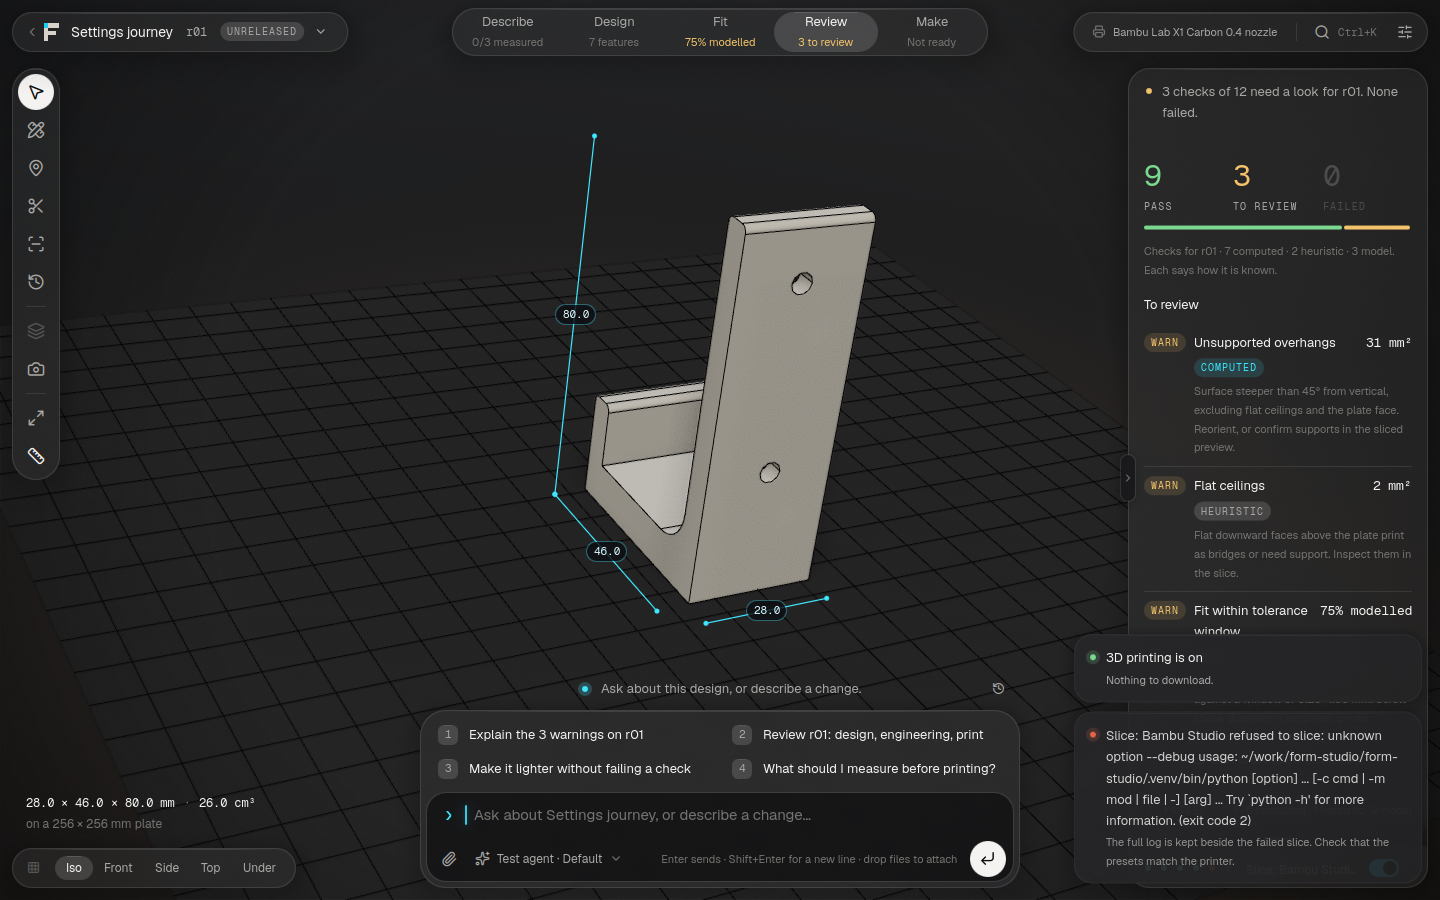 Settings journey r01 UNRELEASED
Describe
0/3 measured
Design
7 features
Fit
75% modelled
Review
3 to review
Make
Not ready
Bambu Lab X1 Carbon 0.4 nozzle
Ctrl+K
3 checks of 12 need a look for r01. None
failed.
9
PASS
3
TO REVIEW
0
FAILED
Checks for r01 · 7 computed · 2 heuristic · 3 model.
Each says how it is known.
To review
WARN Unsupported overhangs 31 mm²
COMPUTED
Surface steeper than 45° from vertical,
excluding flat ceilings and the plate face.
Reorient, or confirm supports in the sliced
preview.
WARN Flat ceilings 2 mm²
HEURISTIC
Flat downward faces above the plate print
as bridges or need support. Inspect them in
the slice.
WARN Fit within tolerance 75% modelled
window
3D printing is on
Nothing to download.
Slice: Bambu Studio refused to slice: unknown
option --debug usage: ~/work/form-studio/form-
studio/.venv/bin/python [option] ... [-c cmd | -m
mod | file | -] [arg] ... Try `python -h' for more
information. (exit code 2)
The full log is kept beside the failed slice. Check that the
presets match the printer.
80.0
46.0
28.0
Ask about this design, or describe a change.
1 Explain the 3 warnings on r01
2 Review r01: design, engineering, print
3 Make it lighter without failing a check
4 What should I measure before printing?
Ask about Settings journey, or describe a change...
Test agent · Default
Enter sends · Shift+Enter for a new line · drop files to attach
28.0 × 46.0 × 80.0 mm · 26.0 cm³
on a 256 × 256 mm plate
Iso Front Side Top Under